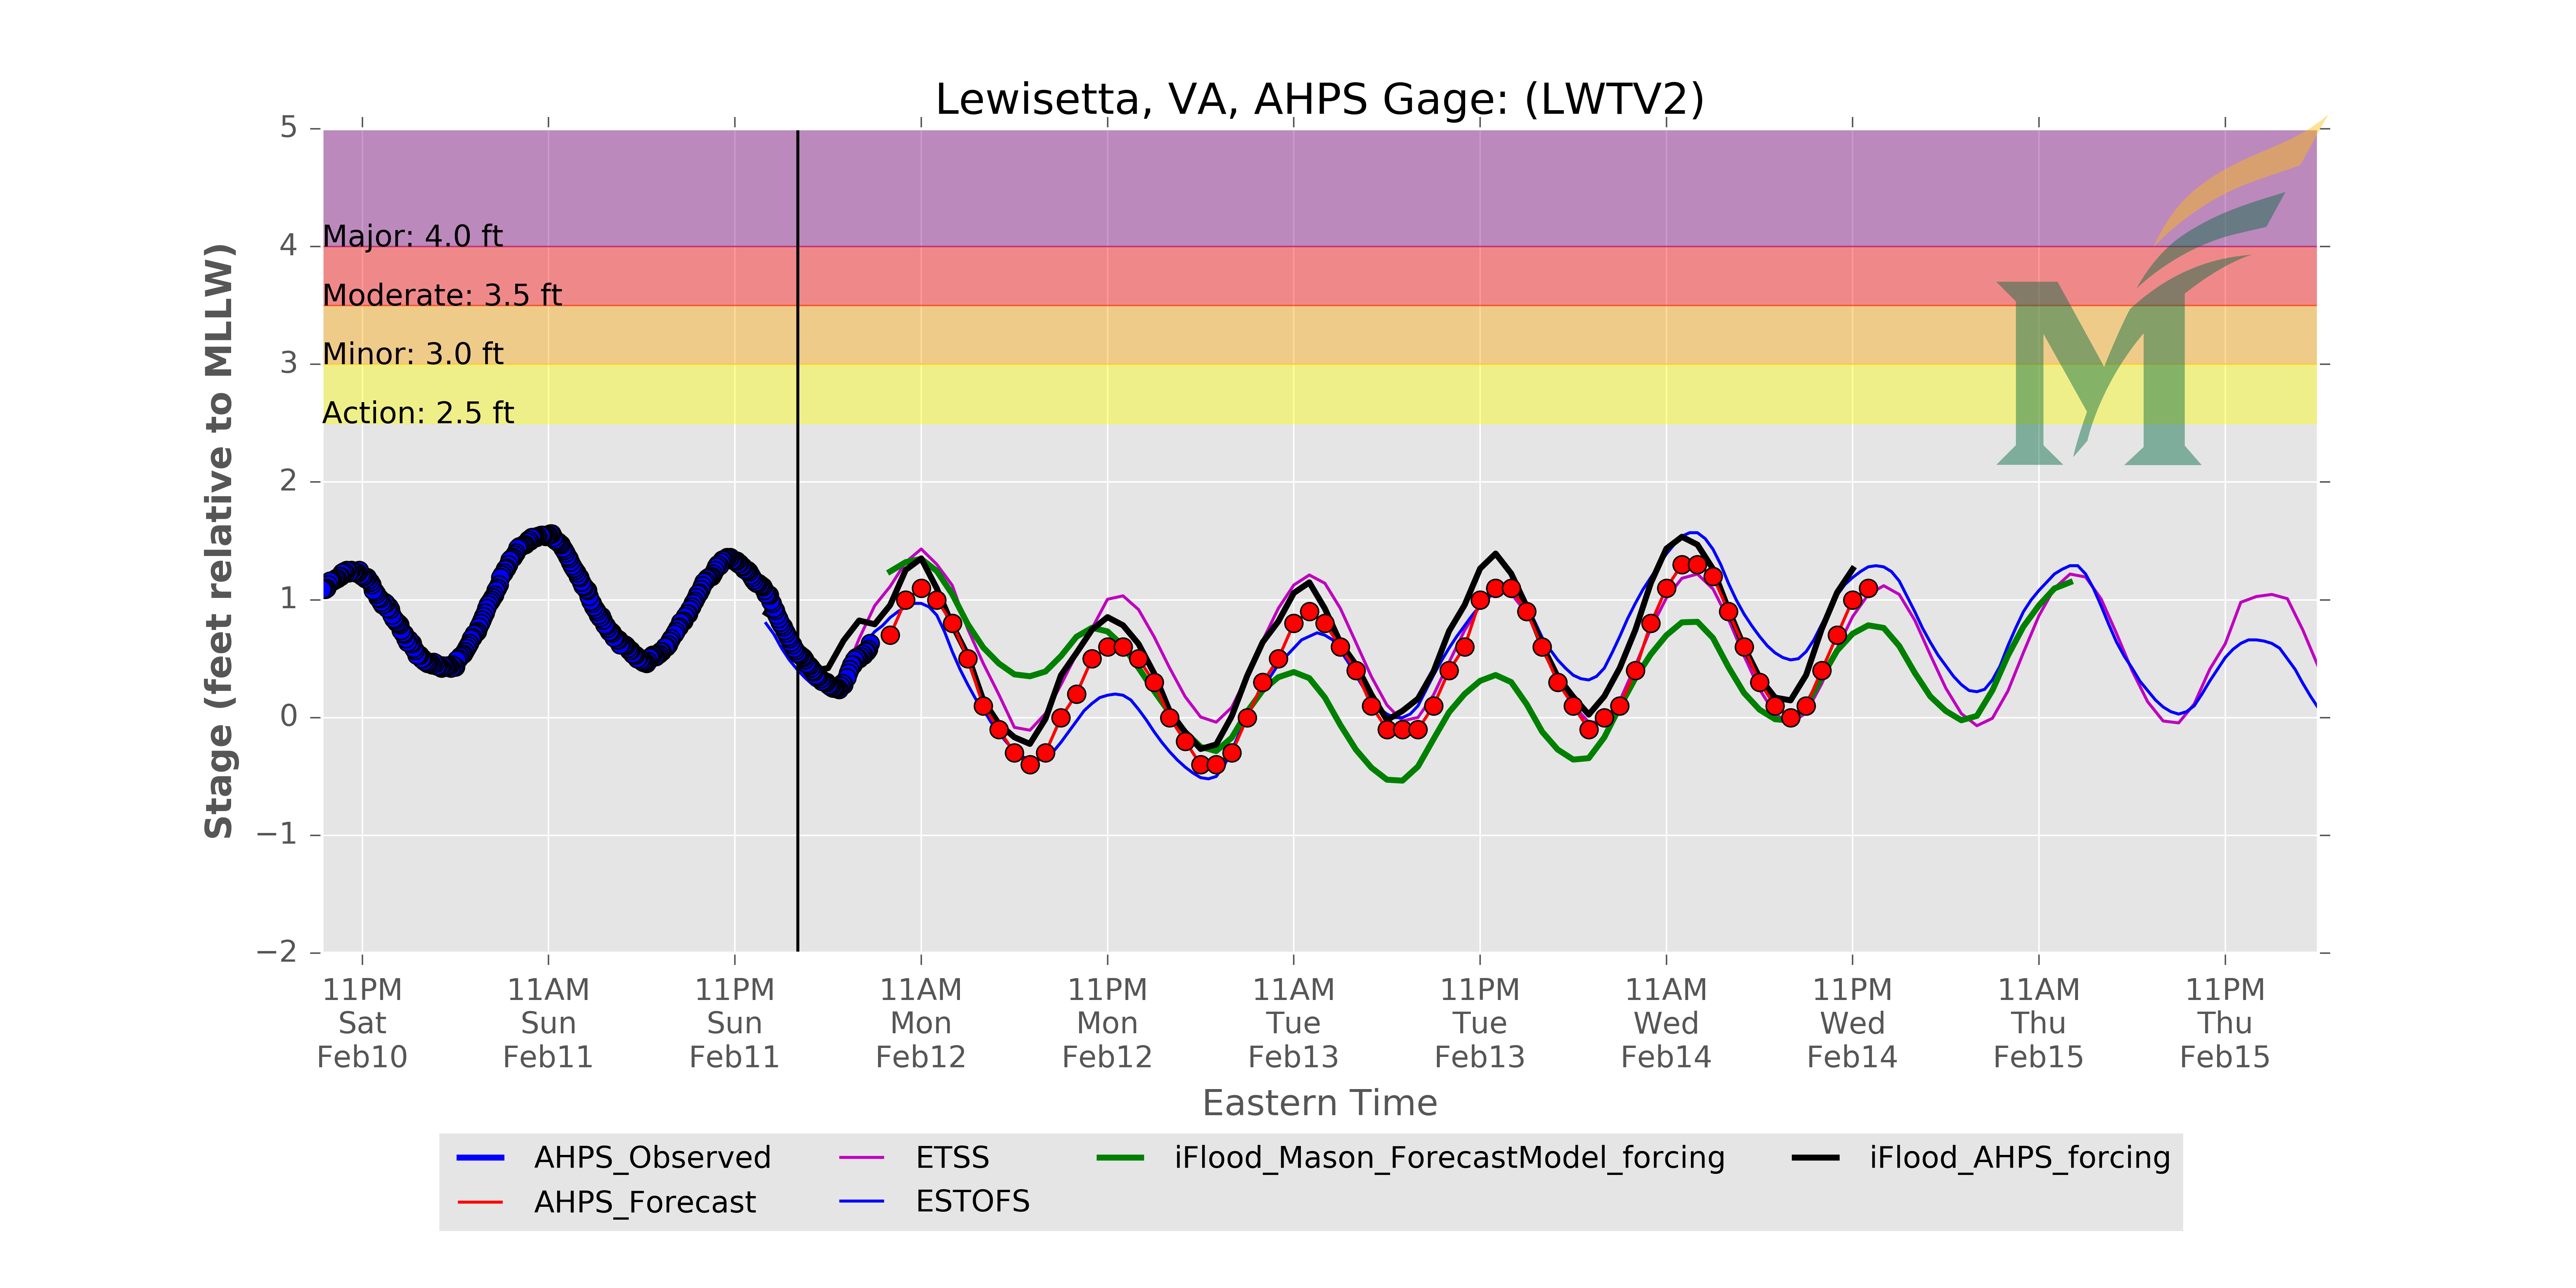 Lewisetta, VA, AHPS Gage: (LWTV2)
Stage (feet relative to MLLW)
5
4
3
2
1
0
−1
−2
Major: 4.0 ft
Moderate: 3.5 ft
Minor: 3.0 ft
Action: 2.5 ft
M
11PM 11AM 11PM 11AM 11PM 11AM 11PM 11AM 11PM 11AM 11PM
Sat Sun Sun Mon Mon Tue Tue Wed Wed Thu Thu
Feb10 Feb11 Feb11 Feb12 Feb12 Feb13 Feb13 Feb14 Feb14 Feb15 Feb15
Eastern Time
AHPS_Observed ETSS iFlood_Mason_ForecastModel_forcing iFlood_AHPS_forcing
AHPS_Forecast ESTOFS